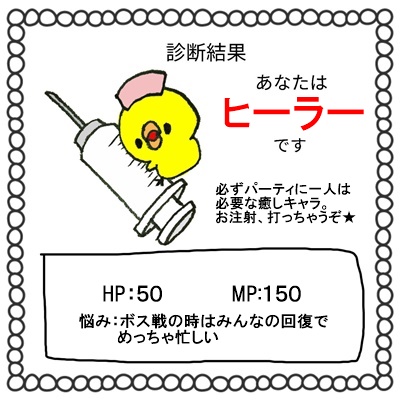 診断結果
あなたは
ヒーラー
です
必ずパーティに一人は
必要な癒しキャラ。
お注射、打っちゃうぞ★
HP:50 MP:150
悩み:ボス戦の時はみんなの回復で
めっちゃ忙しい